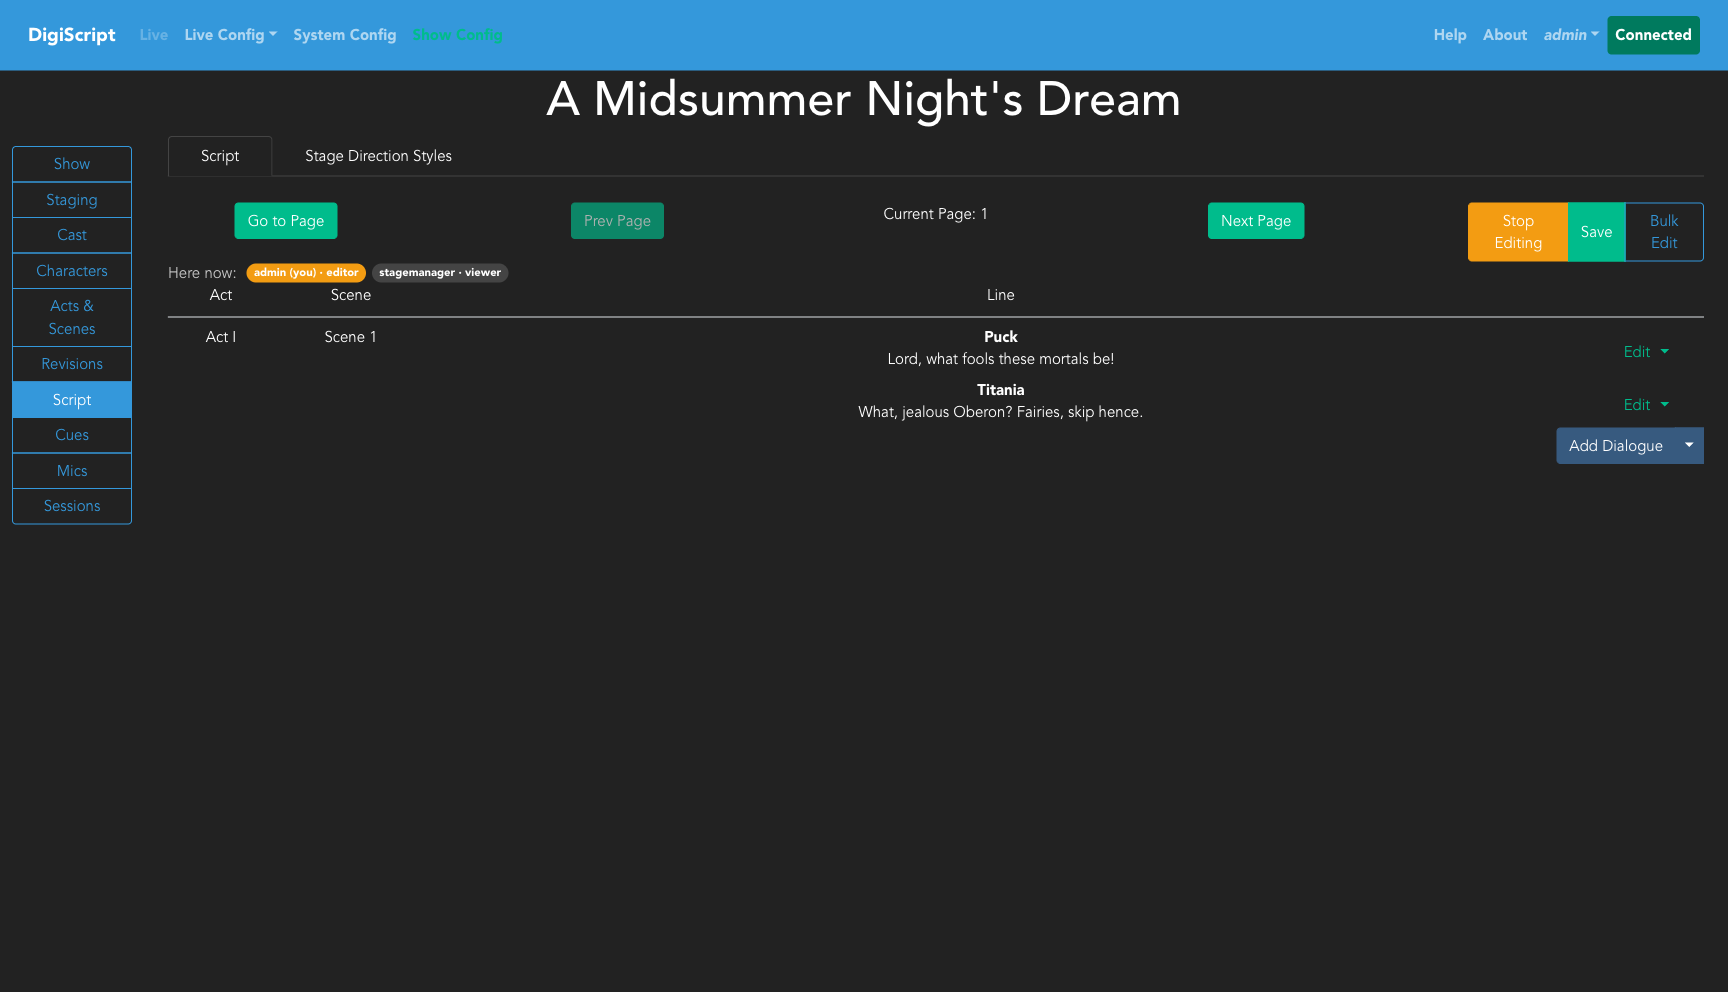 DigiScript Live Live Config System Config Show Config Help About admin Connected
A Midsummer Night's Dream
Script Stage Direction Styles
Show
Staging
Cast
Characters
Acts &
Scenes
Revisions
Script
Cues
Mics
Sessions
Go to Page Prev Page Current Page: 1 Next Page
Stop
Editing
Save
Bulk
Edit
Here now: admin (you) · editor stagemanager · viewer
Act Scene Line
Act I Scene 1 Puck
Lord, what fools these mortals be!
Edit
Titania
What, jealous Oberon? Fairies, skip hence.
Edit
Add Dialogue